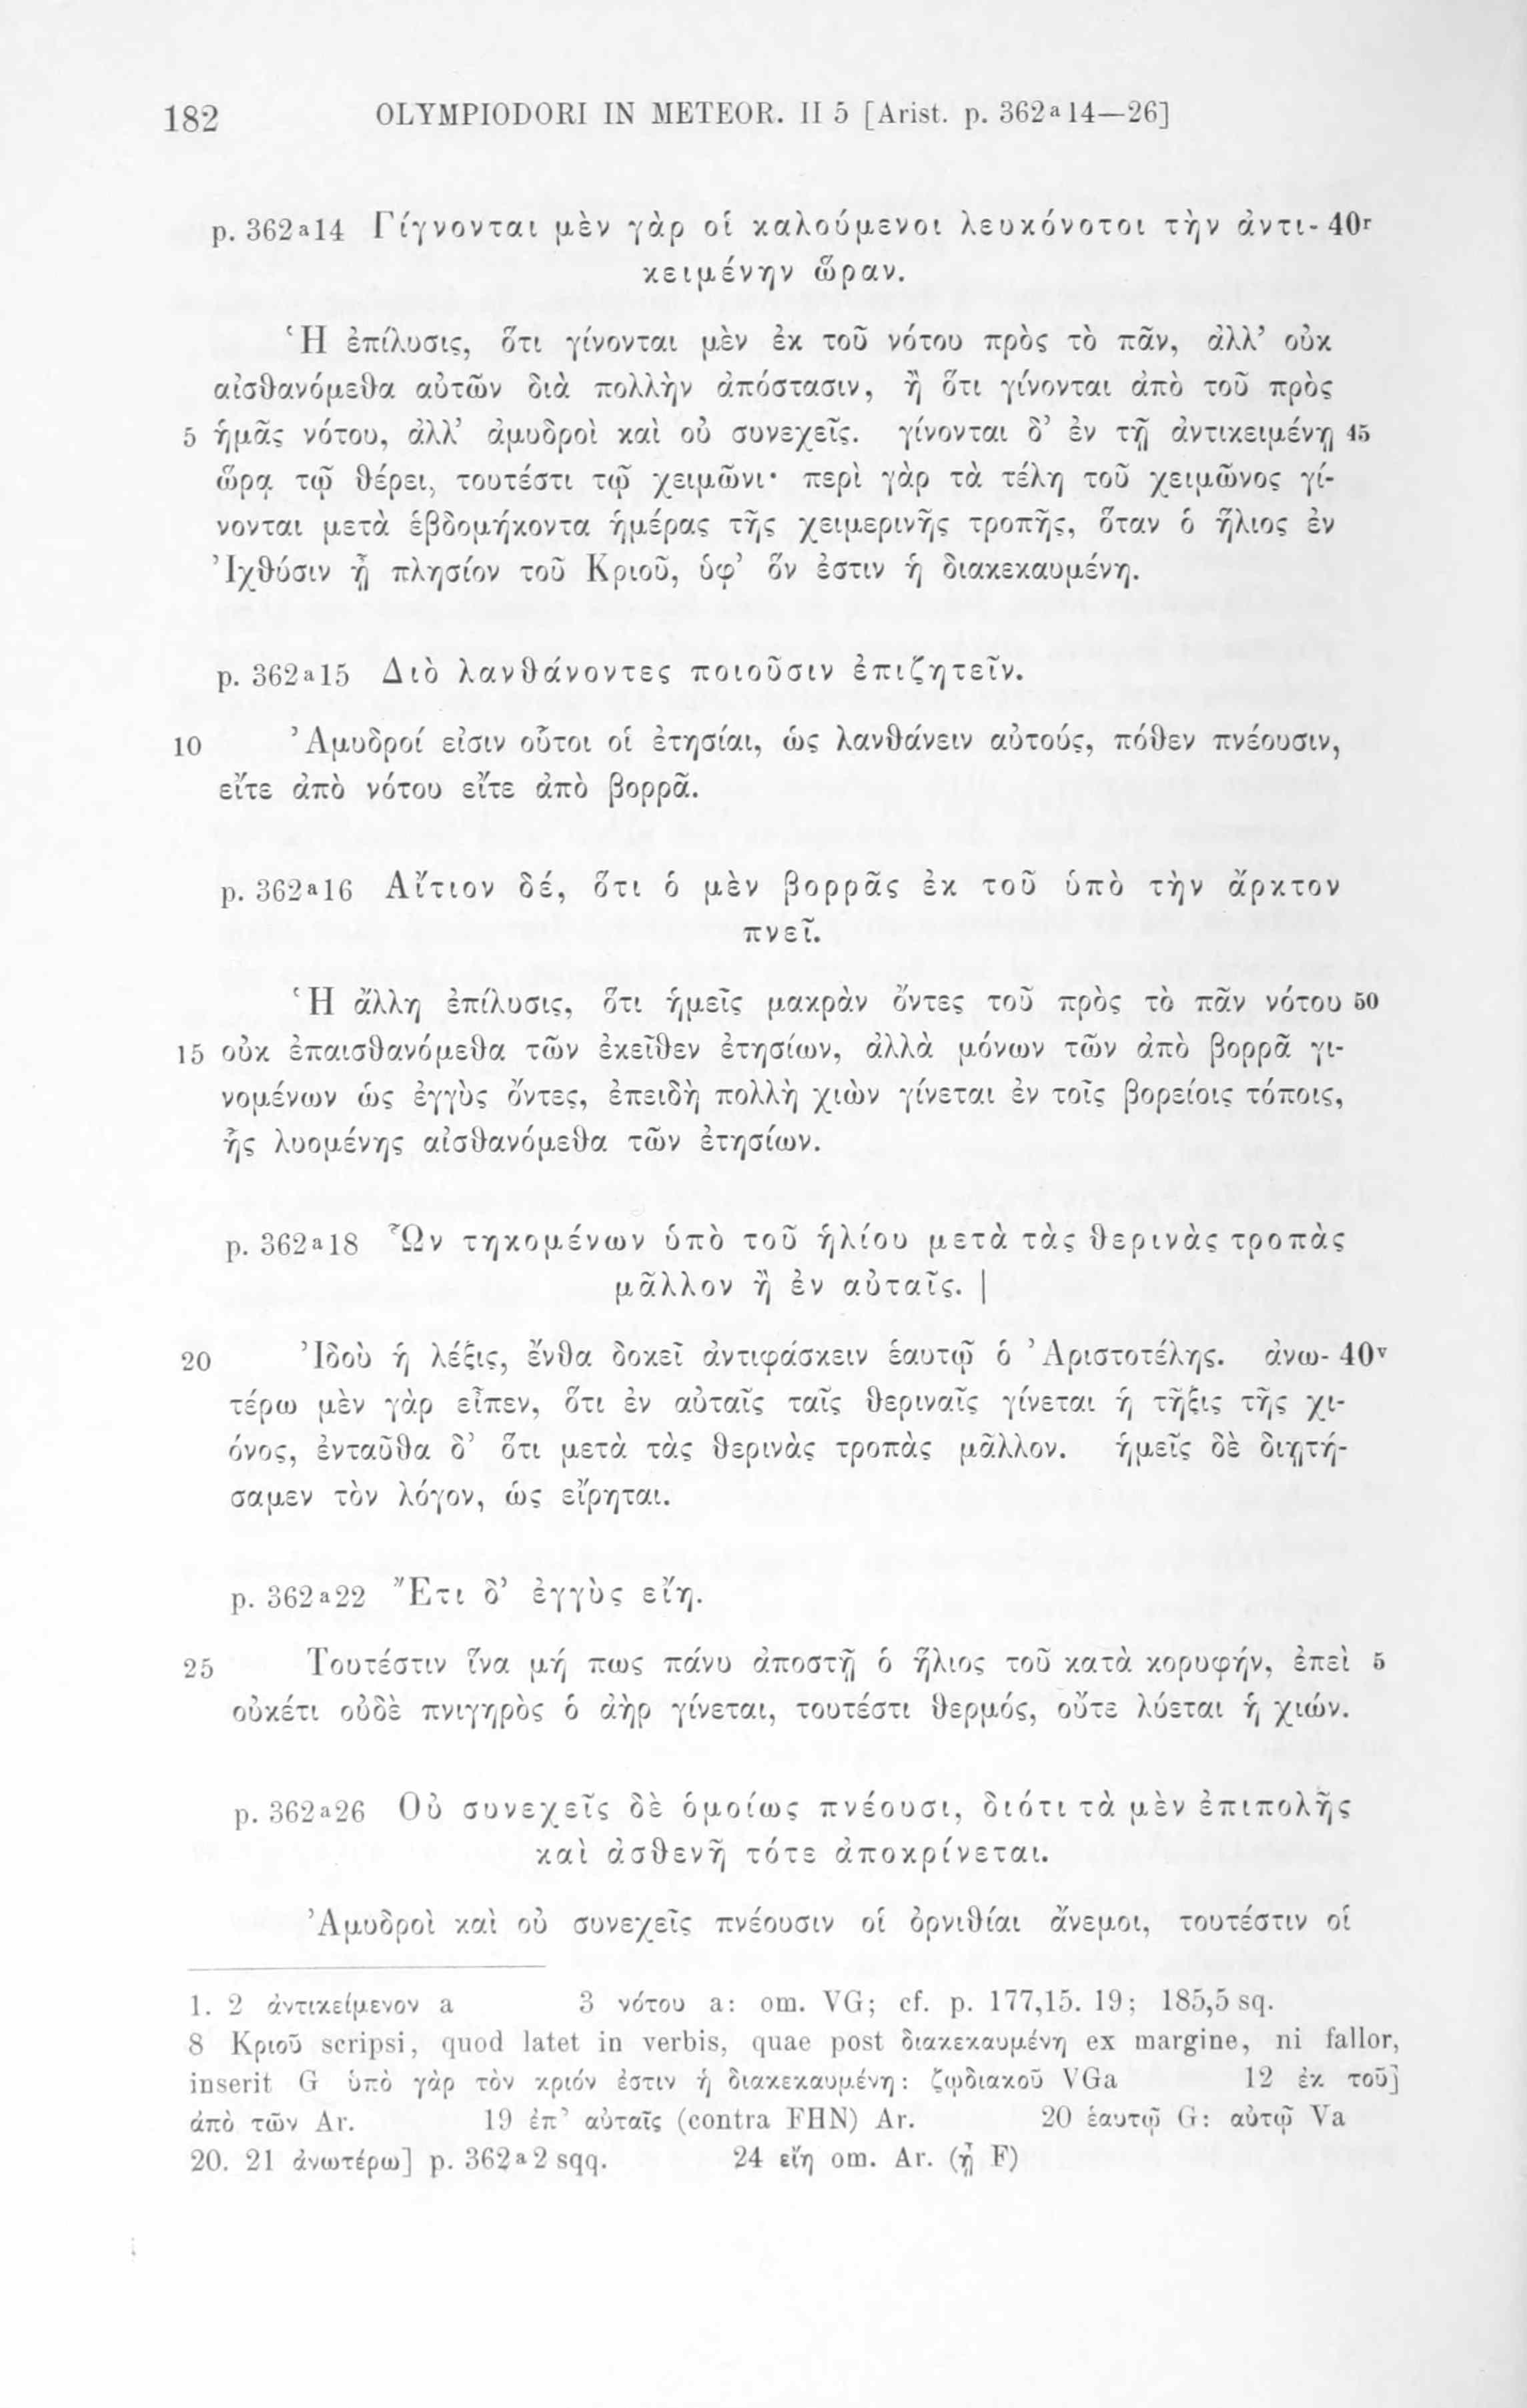 182 OLYMPIODORI IN METEOR. II 5 [Arist. p. 362ª14—26]
p. 362ª14 Γίγνονται μὲν γὰρ οἱ καλούμενοι λευκόνοτοι τὴν ἀντι- 40ʳ
κειμένην ὥραν.
Ἡ ἐπίλυσις, ὅτι γίνονται μὲν ἐκ τοῦ νότου πρὸς τὸ πᾶν, ἀλλ’ οὐκ
αἰσθανόμεθα αὐτῶν διὰ πολλὴν ἀπόστασιν, ἢ ὅτι γίνονται ἀπὸ τοῦ πρὸς
5 ἡμᾶς νότου, ἀλλ’ ἀμυδροὶ καὶ οὐ συνεχεῖς. γίνονται δ’ ἐν τῇ ἀντικειμένῃ 45
ὥρᾳ τῷ θέρει, τουτέστι τῷ χειμῶνι· περὶ γὰρ τὰ τέλη τοῦ χειμῶνος γί-
νονται μετὰ ἑβδομήκοντα ἡμέρας τῆς χειμερινῆς τροπῆς, ὅταν ὁ ἥλιος ἐν
Ἰχθύσιν ᾖ πλησίον τοῦ Κριοῦ, ὑφ’ ὅν ἐστιν ἡ διακεκαυμένη.
p. 362ª15 Διὸ λανθάνοντες ποιοῦσιν ἐπιζητεῖν.
10 Ἀμυδροί εἰσιν οὗτοι οἱ ἐτησίαι, ὡς λανθάνειν αὐτούς, πόθεν πνέουσιν,
εἴτε ἀπὸ νότου εἴτε ἀπὸ βορρᾶ.
p. 362ª16 Αἴτιον δέ, ὅτι ὁ μὲν βορρᾶς ἐκ τοῦ ὑπὸ τὴν ἄρκτον
πνεῖ.
Ἡ ἄλλη ἐπίλυσις, ὅτι ἡμεῖς μακρὰν ὄντες τοῦ πρὸς τὸ πᾶν νότου 50
15 οὐκ ἐπαισθανόμεθα τῶν ἐκεῖθεν ἐτησίων, ἀλλὰ μόνων τῶν ἀπὸ βορρᾶ γι-
νομένων ὡς ἐγγὺς ὄντες, ἐπειδὴ πολλὴ χιὼν γίνεται ἐν τοῖς βορείοις τόποις,
ἧς λυομένης αἰσθανόμεθα τῶν ἐτησίων.
p. 362ª18 Ὧν τηκομένων ὑπὸ τοῦ ἡλίου μετὰ τὰς θερινὰς τροπὰς
μᾶλλον ἢ ἐν αὐταῖς. |
20 Ἰδοὺ ἡ λέξις, ἔνθα δοκεῖ ἀντιφάσκειν ἑαυτῷ ὁ Ἀριστοτέλης. ἀνω- 40ᵛ
τέρω μὲν γὰρ εἶπεν, ὅτι ἐν αὐταῖς ταῖς θεριναῖς γίνεται ἡ τῆξις τῆς χι-
όνος, ἐνταῦθα δ’ ὅτι μετὰ τὰς θερινὰς τροπὰς μᾶλλον. ἡμεῖς δὲ διῃτή-
σαμεν τὸν λόγον, ὡς εἴρηται.
p. 362ª22 Ἔτι δ’ ἐγγὺς εἴη.
25 Τουτέστιν ἵνα μή πως πάνυ ἀποστῇ ὁ ἥλιος τοῦ κατὰ κορυφήν, ἐπεὶ 5
οὐκέτι οὐδὲ πνιγηρὸς ὁ ἀὴρ γίνεται, τουτέστι θερμός, οὔτε λύεται ἡ χιών.
p. 362ª26 Οὐ συνεχεῖς δὲ ὁμοίως πνέουσι, διότι τὰ μὲν ἐπιπολῆς
καὶ ἀσθενῆ τότε ἀποκρίνεται.
Ἀμυδροὶ καὶ οὐ συνεχεῖς πνέουσιν οἱ ὀρνιθίαι ἄνεμοι, τουτέστιν οἱ
1. 2 ἀντικείμενον a 3 νότου a: om. VG; cf. p. 177,15. 19; 185,5 sq.
8 Κριοῦ scripsi, quod latet in verbis, quae post διακεκαυμένη ex margine, ni fallor,
inserit G ὑπὸ γὰρ τὸν κριόν ἐστιν ἡ διακεκαυμένη: ζῳδιακοῦ VGa 12 ἐκ τοῦ]
ἀπὸ τῶν Ar. 19 ἐπ’ αὐταῖς (contra FHN) Ar. 20 ἑαυτῷ G: αὐτῷ Va
20. 21 ἀνωτέρω] p. 362ª2 sqq. 24 εἴη om. Ar. (ᾖ F)